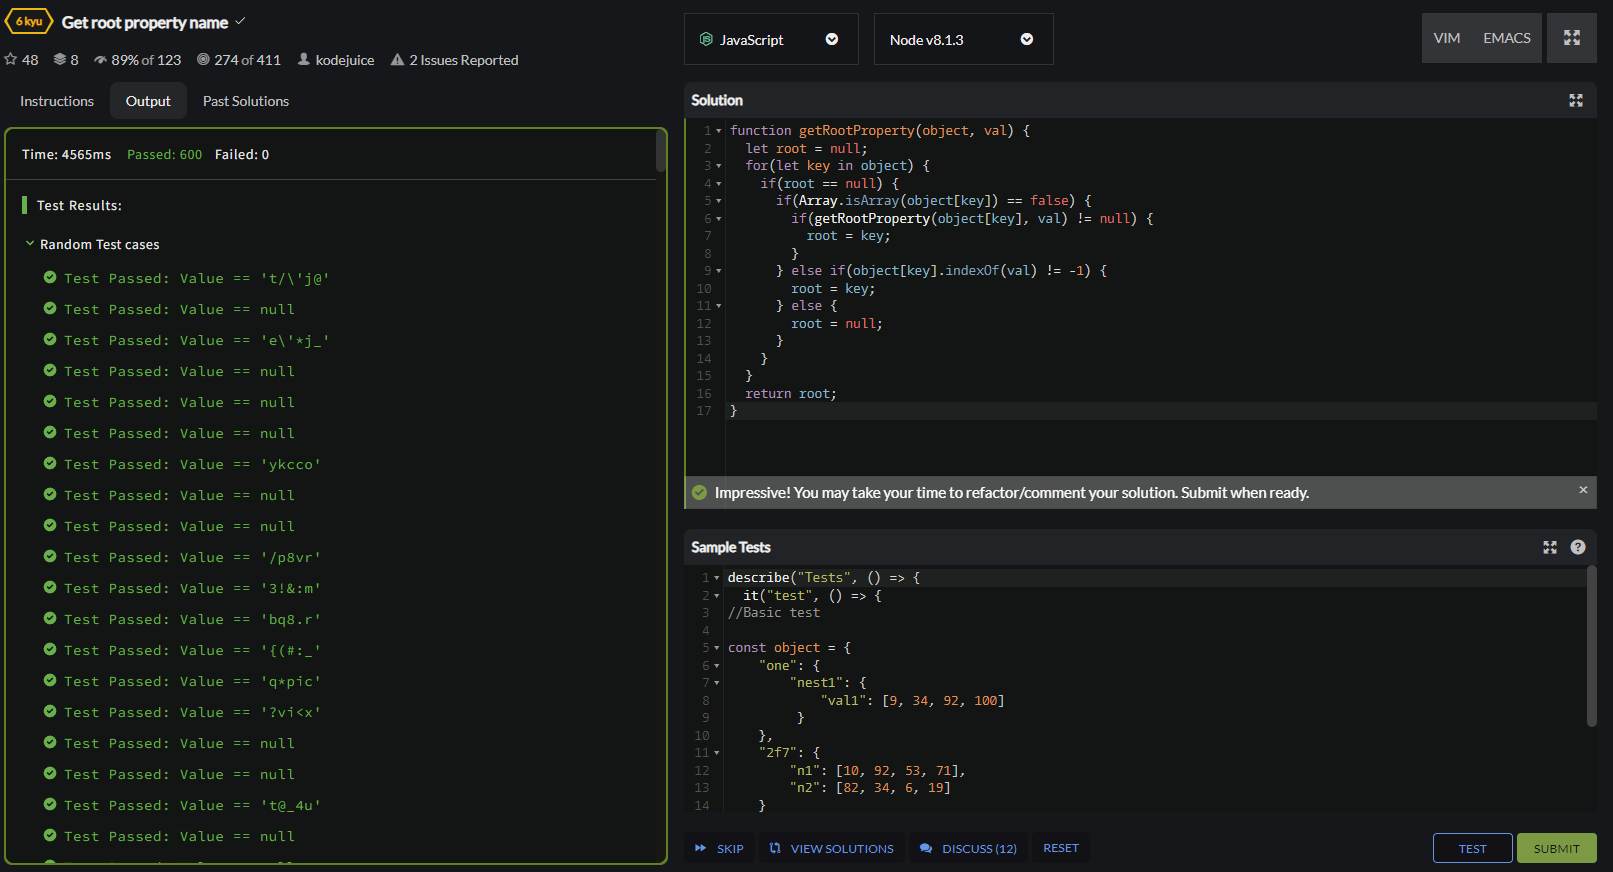 6 kyu Get root property name
48 8 89% of 123 274 of 411 kodejuice 2 Issues Reported
Instructions Output Past Solutions
Time: 4565ms Passed: 600 Failed: 0
Test Results:
Random Test cases
Test Passed: Value == 't/\'j@'
Test Passed: Value == null
Test Passed: Value == 'e\'*j_'
Test Passed: Value == null
Test Passed: Value == null
Test Passed: Value == null
Test Passed: Value == 'ykcco'
Test Passed: Value == null
Test Passed: Value == null
Test Passed: Value == '/p8vr'
Test Passed: Value == '3!&:m'
Test Passed: Value == 'bq8.r'
Test Passed: Value == '{(#:_'
Test Passed: Value == 'q*pic'
Test Passed: Value == '?vi<x'
Test Passed: Value == null
Test Passed: Value == null
Test Passed: Value == 't@_4u'
Test Passed: Value == null
JavaScript Node v8.1.3 VIM EMACS
Solution
1 function getRootProperty(object, val) {
2 let root = null;
3 for(let key in object) {
4 if(root == null) {
5 if(Array.isArray(object[key]) == false) {
6 if(getRootProperty(object[key], val) != null) {
7 root = key;
8 }
9 } else if(object[key].indexOf(val) != -1) {
10 root = key;
11 } else {
12 root = null;
13 }
14 }
15 }
16 return root;
17 }
Impressive! You may take your time to refactor/comment your solution. Submit when ready. ×
Sample Tests ?
1 describe("Tests", () => {
2 it("test", () => {
3 //Basic test
4
5 const object = {
6 "one": {
7 "nest1": {
8 "val1": [9, 34, 92, 100]
9 }
10 },
11 "2f7": {
12 "n1": [10, 92, 53, 71],
13 "n2": [82, 34, 6, 19]
14 }
SKIP VIEW SOLUTIONS DISCUSS (12) RESET TEST SUBMIT